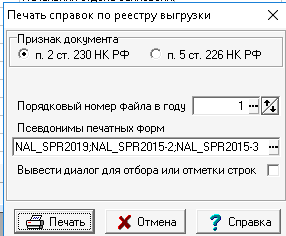 Печать справок по реестру выгрузки
Признак документа
п. 2 ст. 230 НК РФ
п. 5 ст. 226 НК РФ
Порядковый номер файла в году
1
Псевдонимы печатных форм
NAL_SPR2019;NAL_SPR2015-2;NAL_SPR2015-3
Вывести диалог для отбора или отметки строк
Печать
Отмена
? Справка